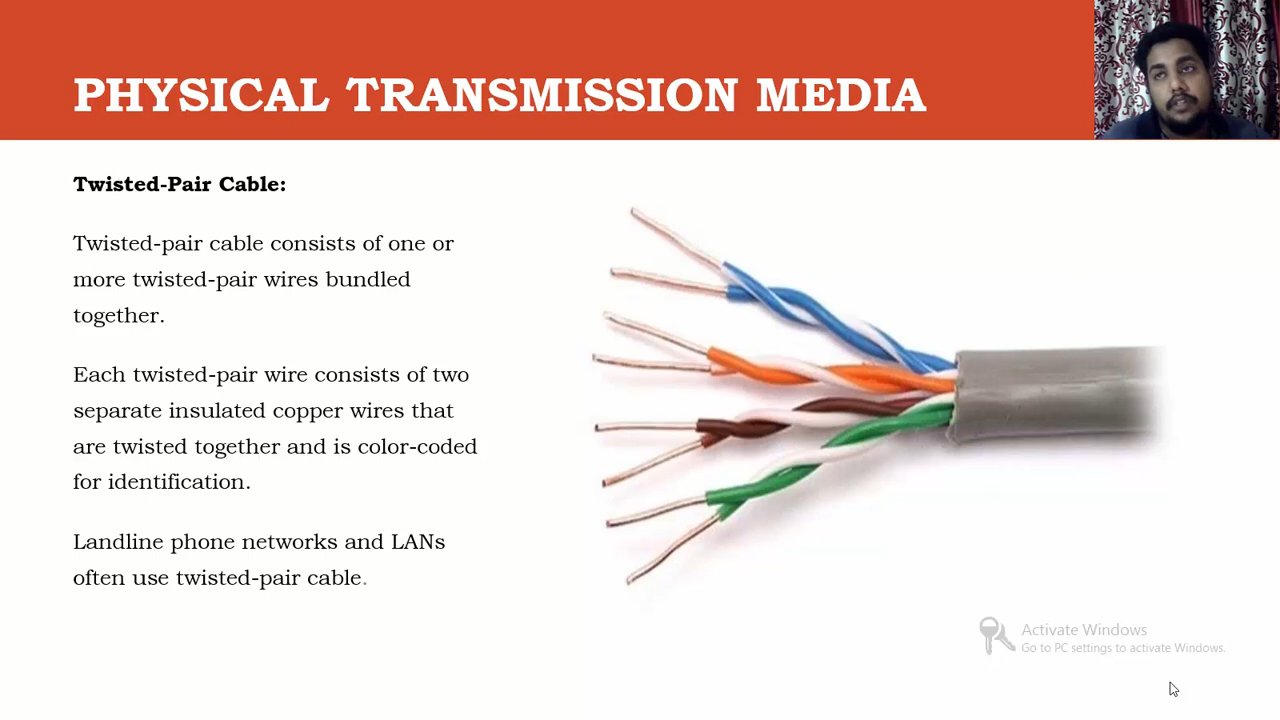 PHYSICAL TRANSMISSION MEDIA
Twisted-Pair Cable:
Twisted-pair cable consists of one or
more twisted-pair wires bundled
together.
Each twisted-pair wire consists of two
separate insulated copper wires that
are twisted together and is color-coded
for identification.
Landline phone networks and LANs
often use twisted-pair cable.
Activate Windows
Go to PC settings to activate Windows.